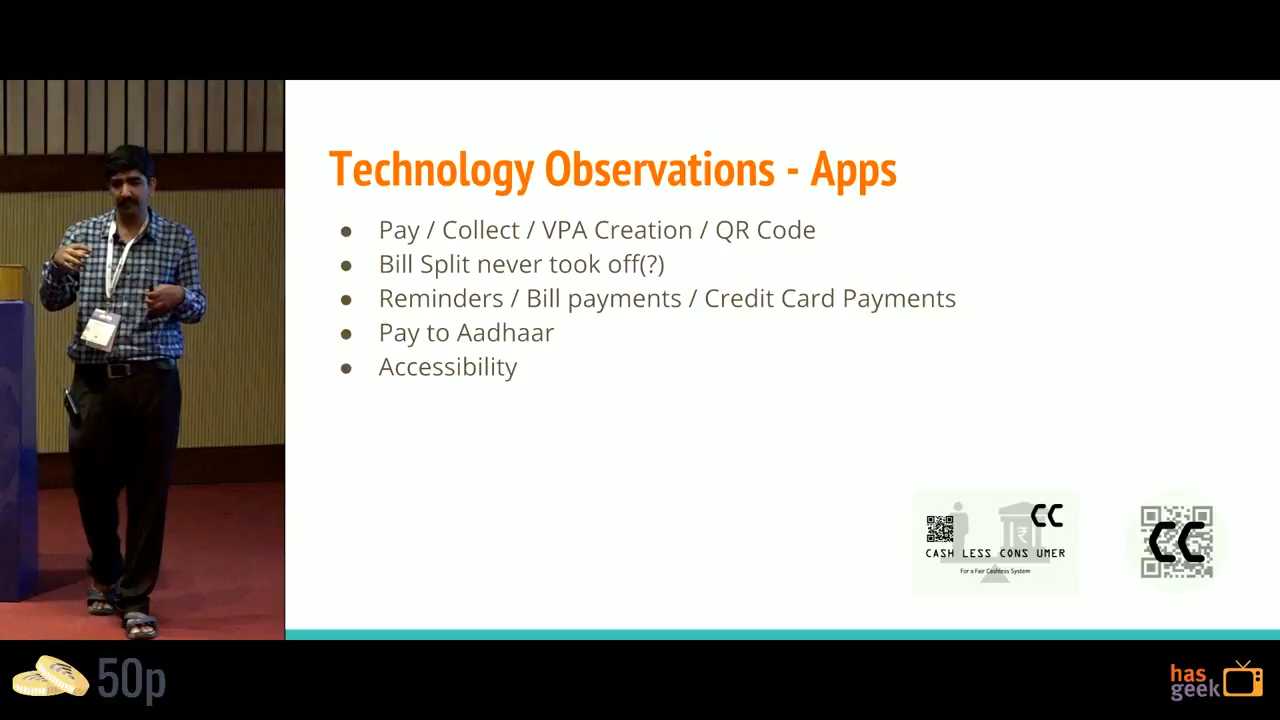 Technology Observations - Apps
● Pay / Collect / VPA Creation / QR Code
● Bill Split never took off(?)
● Reminders / Bill payments / Credit Card Payments
● Pay to Aadhaar
● Accessibility
CC
CASH LESS CONS UMER
For a Fair Cashless System
CC
50p
has
geek